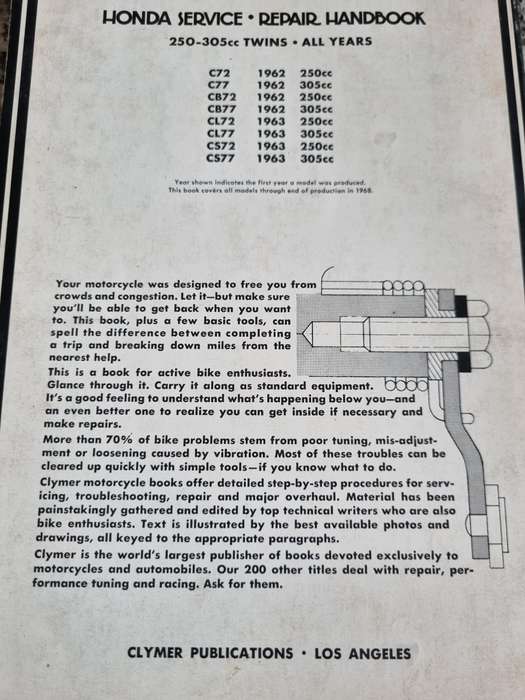 HONDA SERVICE • REPAIR HANDBOOK
250-305cc TWINS • ALL YEARS
C72 1962 250cc
C77 1962 305cc
CB72 1962 250cc
CB77 1962 305cc
CL72 1963 250cc
CL77 1963 305cc
CS72 1963 250cc
CS77 1963 305cc
Year shown indicates the first year a model was produced.
This book covers all models through end of production in 1968.
Your motorcycle was designed to free you from
crowds and congestion. Let it—but make sure
you'll be able to get back when you want
to. This book, plus a few basic tools, can
spell the difference between completing
a trip and breaking down miles from the
nearest help.
This is a book for active bike enthusiasts.
Glance through it. Carry it along as standard equipment.
It's a good feeling to understand what's happening below you—and
an even better one to realize you can get inside if necessary and
make repairs.
More than 70% of bike problems stem from poor tuning, mis-adjust-
ment or loosening caused by vibration. Most of these troubles can be
cleared up quickly with simple tools—if you know what to do.
Clymer motorcycle books offer detailed step-by-step procedures for serv-
icing, troubleshooting, repair and major overhaul. Material has been
painstakingly gathered and edited by top technical writers who are also
bike enthusiasts. Text is illustrated by the best available photos and
drawings, all keyed to the appropriate paragraphs.
Clymer is the world's largest publisher of books devoted exclusively to
motorcycles and automobiles. Our 200 other titles deal with repair, per-
formance tuning and racing. Ask for them.
CLYMER PUBLICATIONS • LOS ANGELES